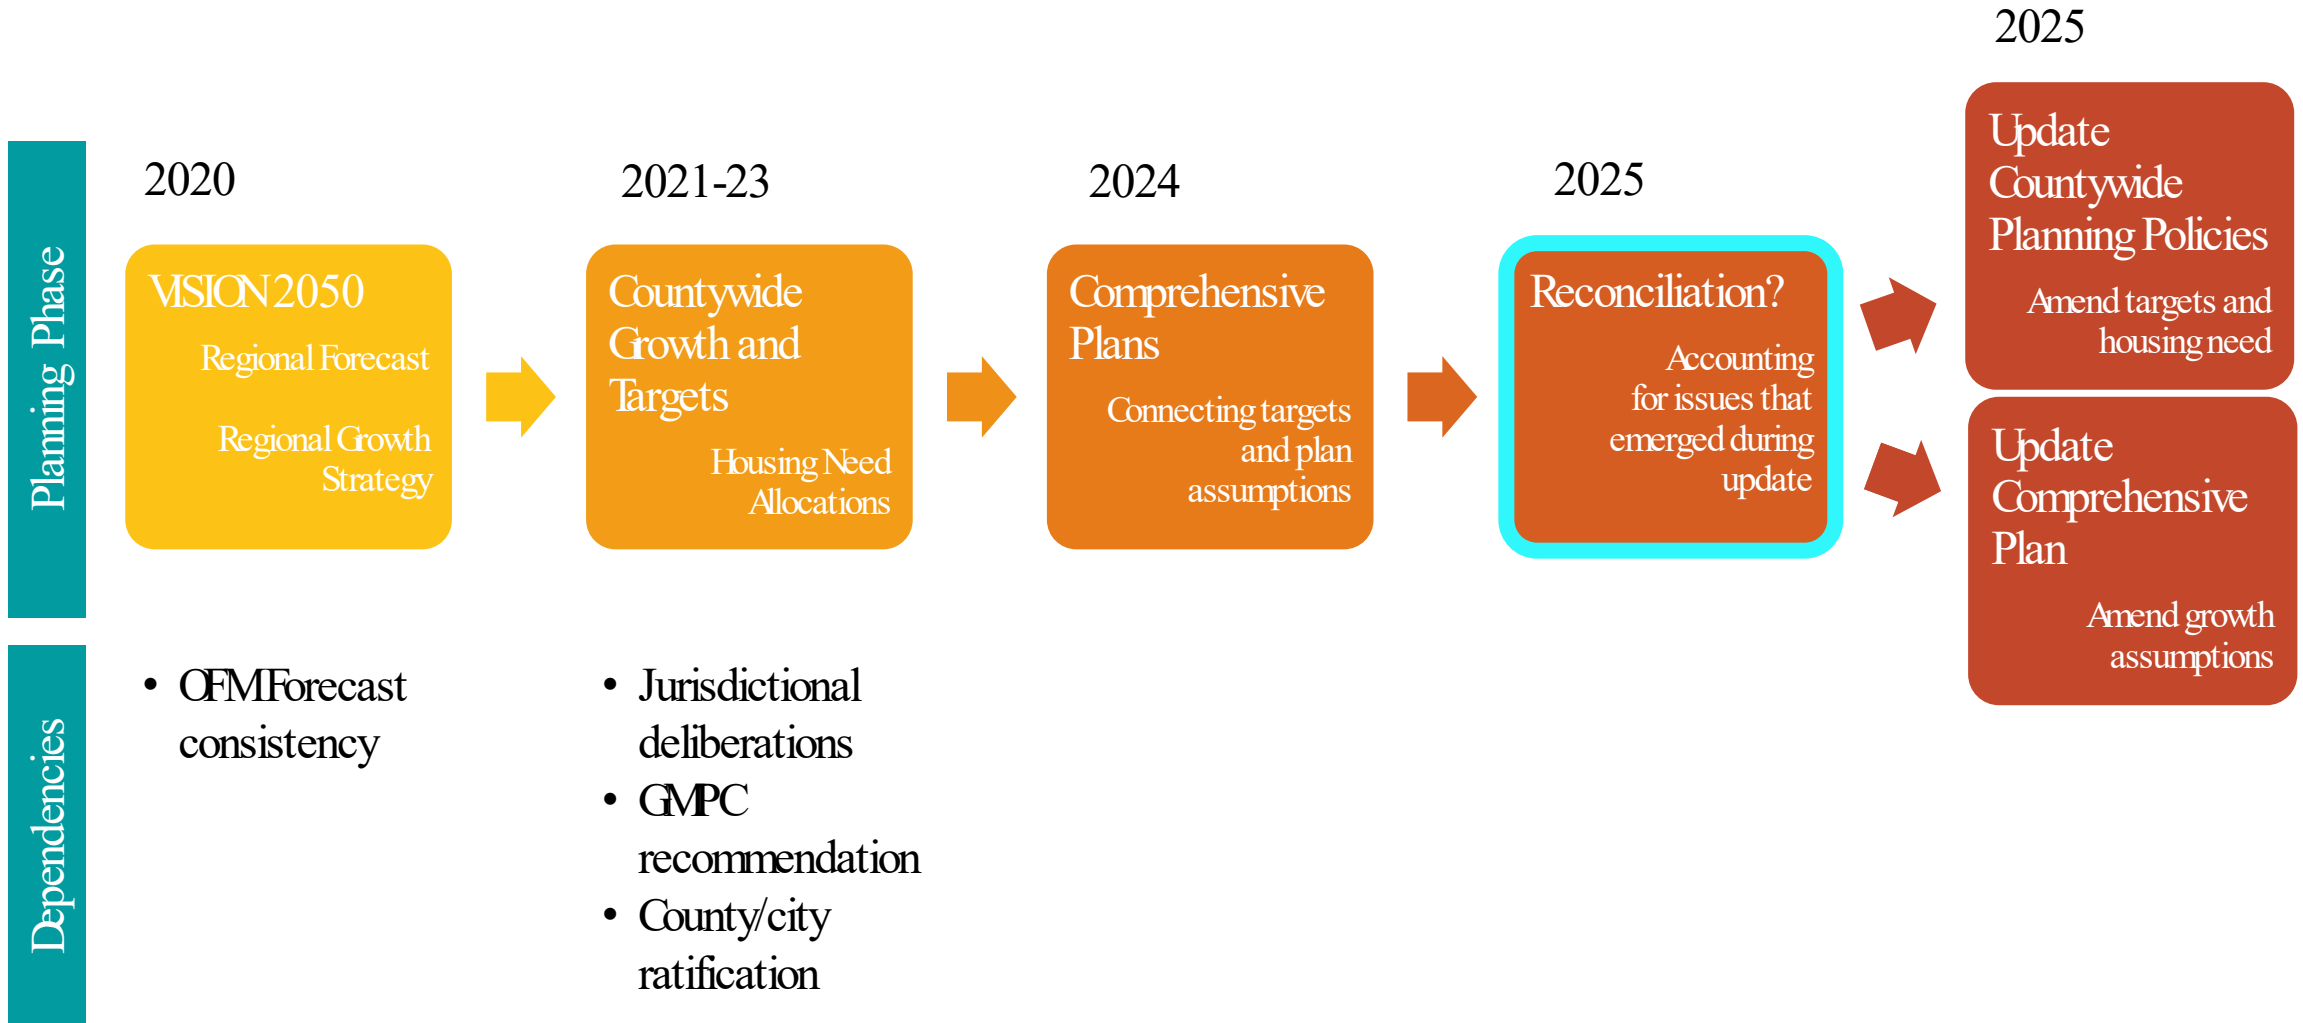 Planning Phase
2020
VISION 2050
Regional Forecast
Regional Growth
Strategy
2021-23
Countywide
Growth and
Targets
Housing Need
Allocations
2024
Comprehensive
Plans
Connecting targets
and plan
assumptions
2025
Reconciliation?
Accounting
for issues that
emerged during
update
2025
Update
Countywide
Planning Policies
Amend targets and
housing need
Update
Comprehensive
Plan
Amend growth
assumptions
Dependencies
• OFM Forecast
consistency
• Jurisdictional
deliberations
• GMPC
recommendation
• County/city
ratification